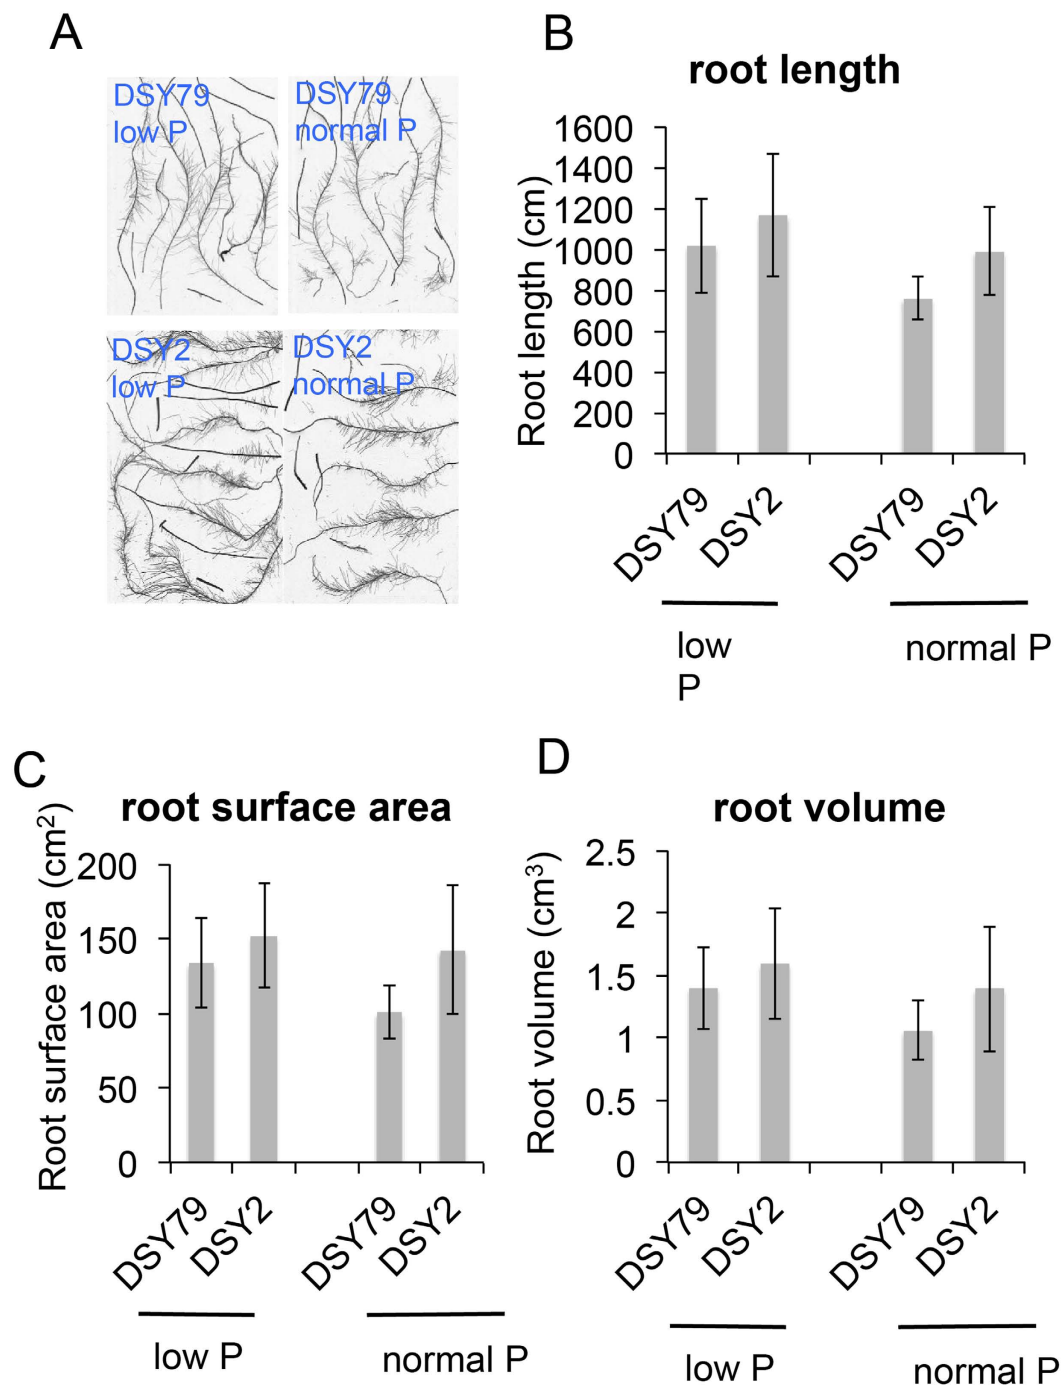 A
DSY79
low P
DSY79
normal P
DSY2
low P
DSY2
normal P
B
root length
Root length (cm)
1600
1400
1200
1000
800
600
400
200
0
DSY79
DSY2
DSY79
DSY2
low
P
normal P
C
root surface area
Root surface area (cm²)
200
150
100
50
0
DSY79
DSY2
DSY79
DSY2
low P
normal P
D
root volume
Root volume (cm³)
2.5
2
1.5
1
0.5
0
DSY79
DSY2
DSY79
DSY2
low P
normal P